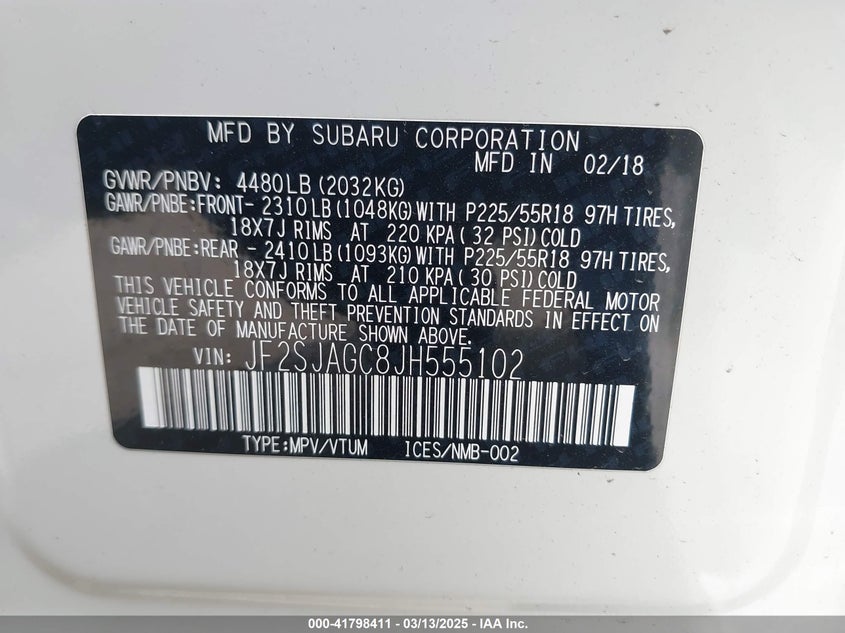 MFD BY SUBARU CORPORATION
MFD IN 02/18
GVWR/PNBV: 4480LB (2032KG)
GAWR/PNBE:FRONT- 2310LB (1048KG) WITH P225/55R18 97H TIRES,
18X7J RIMS AT 220 KPA( 32 PSI) COLD
GAWR/PNBE:REAR - 2410LB (1093KG) WITH P225/55R18 97H TIRES,
18X7J RIMS AT 210 KPA( 30 PSI) COLD
THIS VEHICLE CONFORMS TO ALL APPLICABLE FEDERAL MOTOR
VEHICLE SAFETY AND THEFT PREVENTION STANDARDS IN EFFECT ON
THE DATE OF MANUFACTURE SHOWN ABOVE.
VIN: JF2SJAGC8JH555102
TYPE:MPV/VTUM ICES/NMB-002
000-41798411 - 03/13/2025 - IAA Inc.